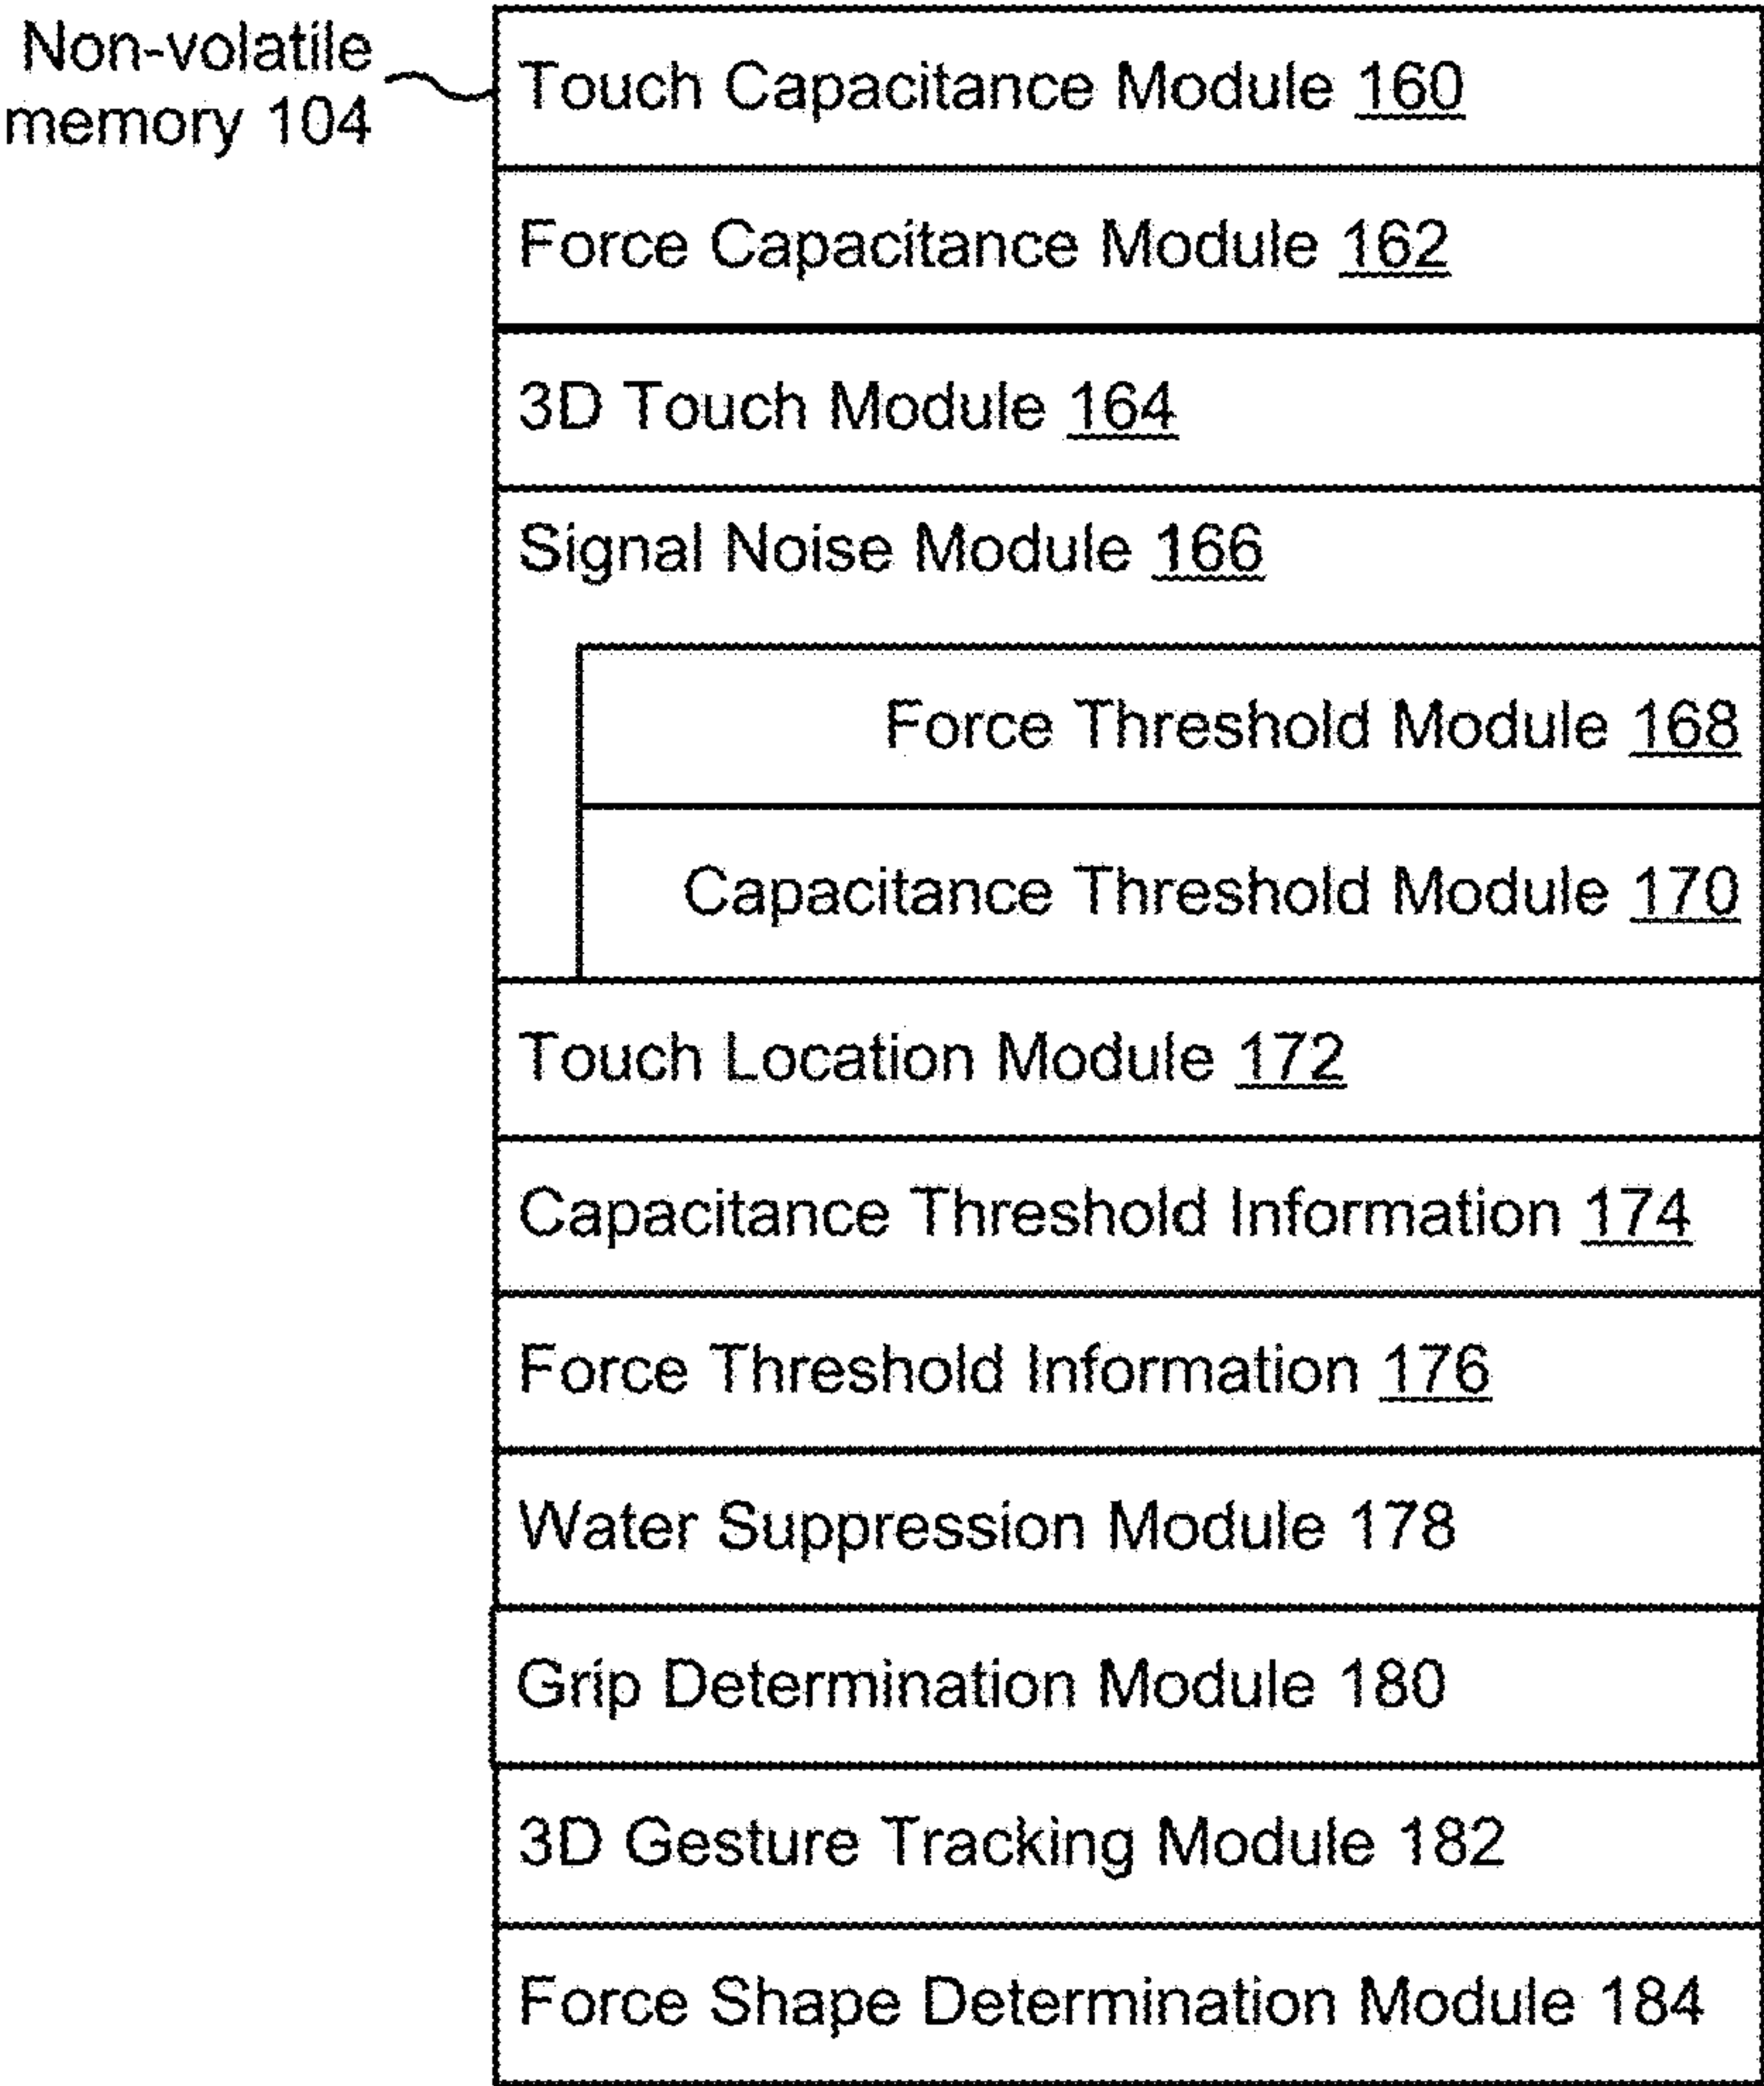 Non-volatile
memory 104
Touch Capacitance Module 160
Force Capacitance Module 162
3D Touch Module 164
Signal Noise Module 166
Force Threshold Module 168
Capacitance Threshold Module 170
Touch Location Module 172
Capacitance Threshold Information 174
Force Threshold Information 176
Water Suppression Module 178
Grip Determination Module 180
3D Gesture Tracking Module 182
Force Shape Determination Module 184